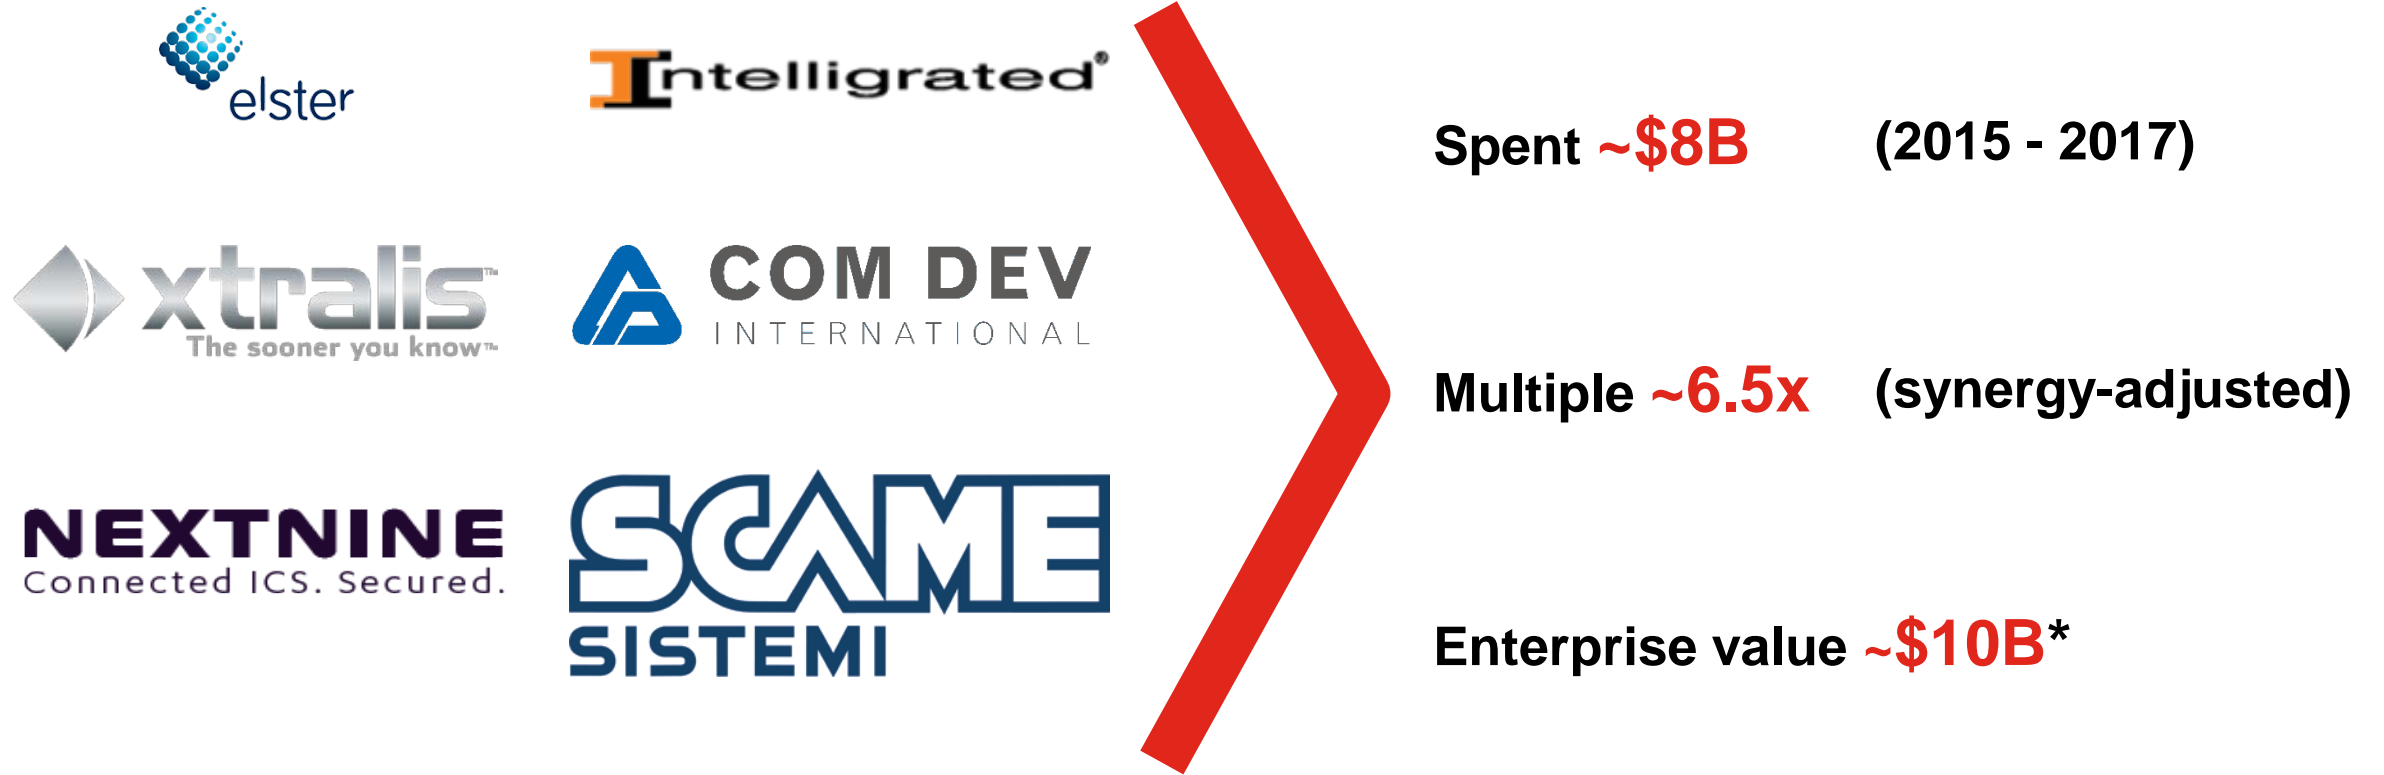 elster
Intelligrated®
xtralis™
The sooner you know™
COM DEV
INTERNATIONAL
NEXTNINE
Connected ICS. Secured.
SCAME
SISTEMI
Spent ~$8B (2015 - 2017)
Multiple ~6.5x (synergy-adjusted)
Enterprise value ~$10B*